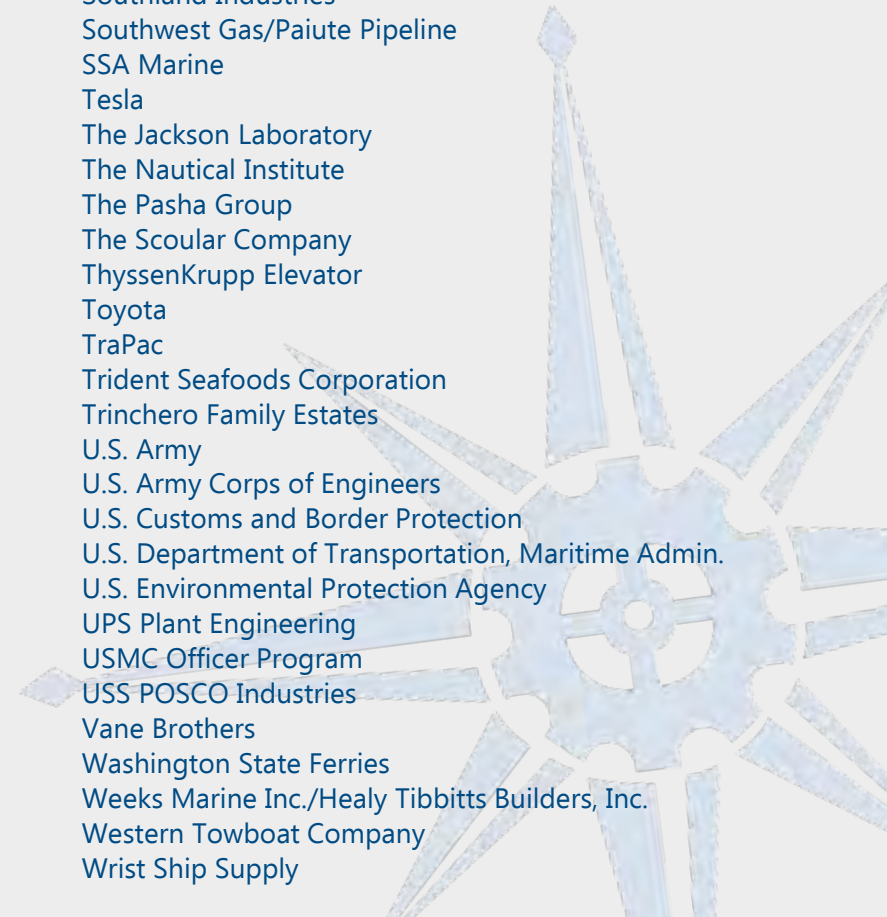 Southland Industries
Southwest Gas/Paiute Pipeline
SSA Marine
Tesla
The Jackson Laboratory
The Nautical Institute
The Pasha Group
The Scoular Company
ThyssenKrupp Elevator
Toyota
TraPac
Trident Seafoods Corporation
Trinchero Family Estates
U.S. Army
U.S. Army Corps of Engineers
U.S. Customs and Border Protection
U.S. Department of Transportation, Maritime Admin.
U.S. Environmental Protection Agency
UPS Plant Engineering
USMC Officer Program
USS POSCO Industries
Vane Brothers
Washington State Ferries
Weeks Marine Inc./Healy Tibbitts Builders, Inc.
Western Towboat Company
Wrist Ship Supply